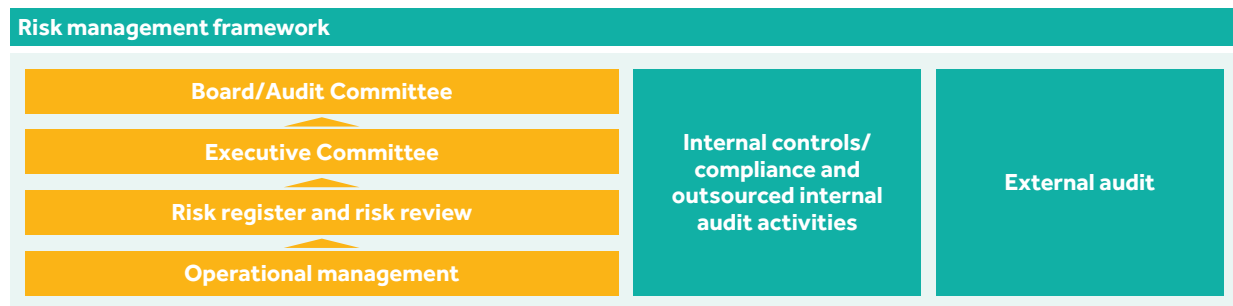 Risk management framework
Board/Audit Committee
Executive Committee
Risk register and risk review
Operational management
Internal controls/
compliance and
outsourced internal
audit activities
External audit